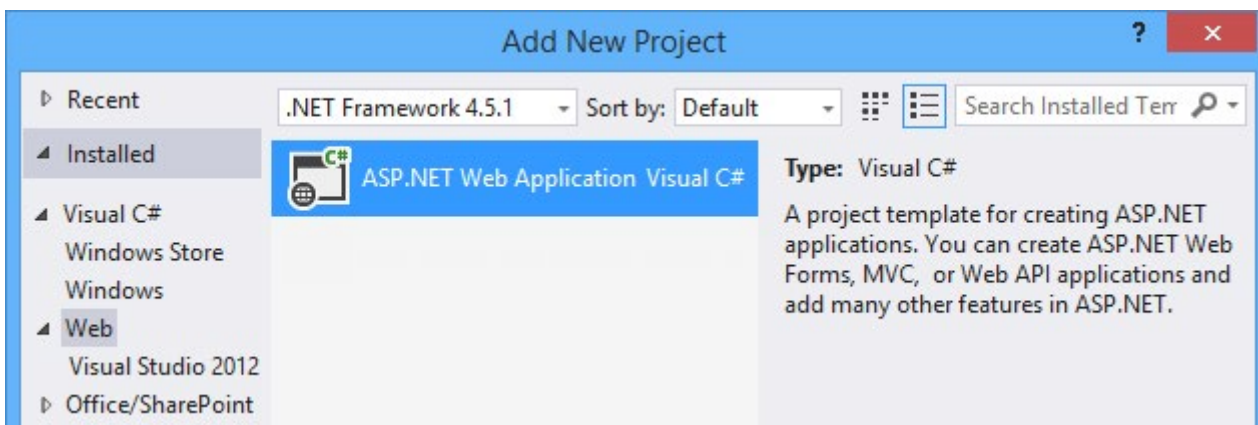 Add New Project
?
Recent
.NET Framework 4.5.1
Sort by: Default
Search Installed Tem
Installed
C#
ASP.NET Web Application Visual C#
Type: Visual C#
A project template for creating ASP.NET
applications. You can create ASP.NET Web
Forms, MVC, or Web API applications and
add many other features in ASP.NET.
Visual C#
Windows Store
Windows
Web
Visual Studio 2012
Office/SharePoint